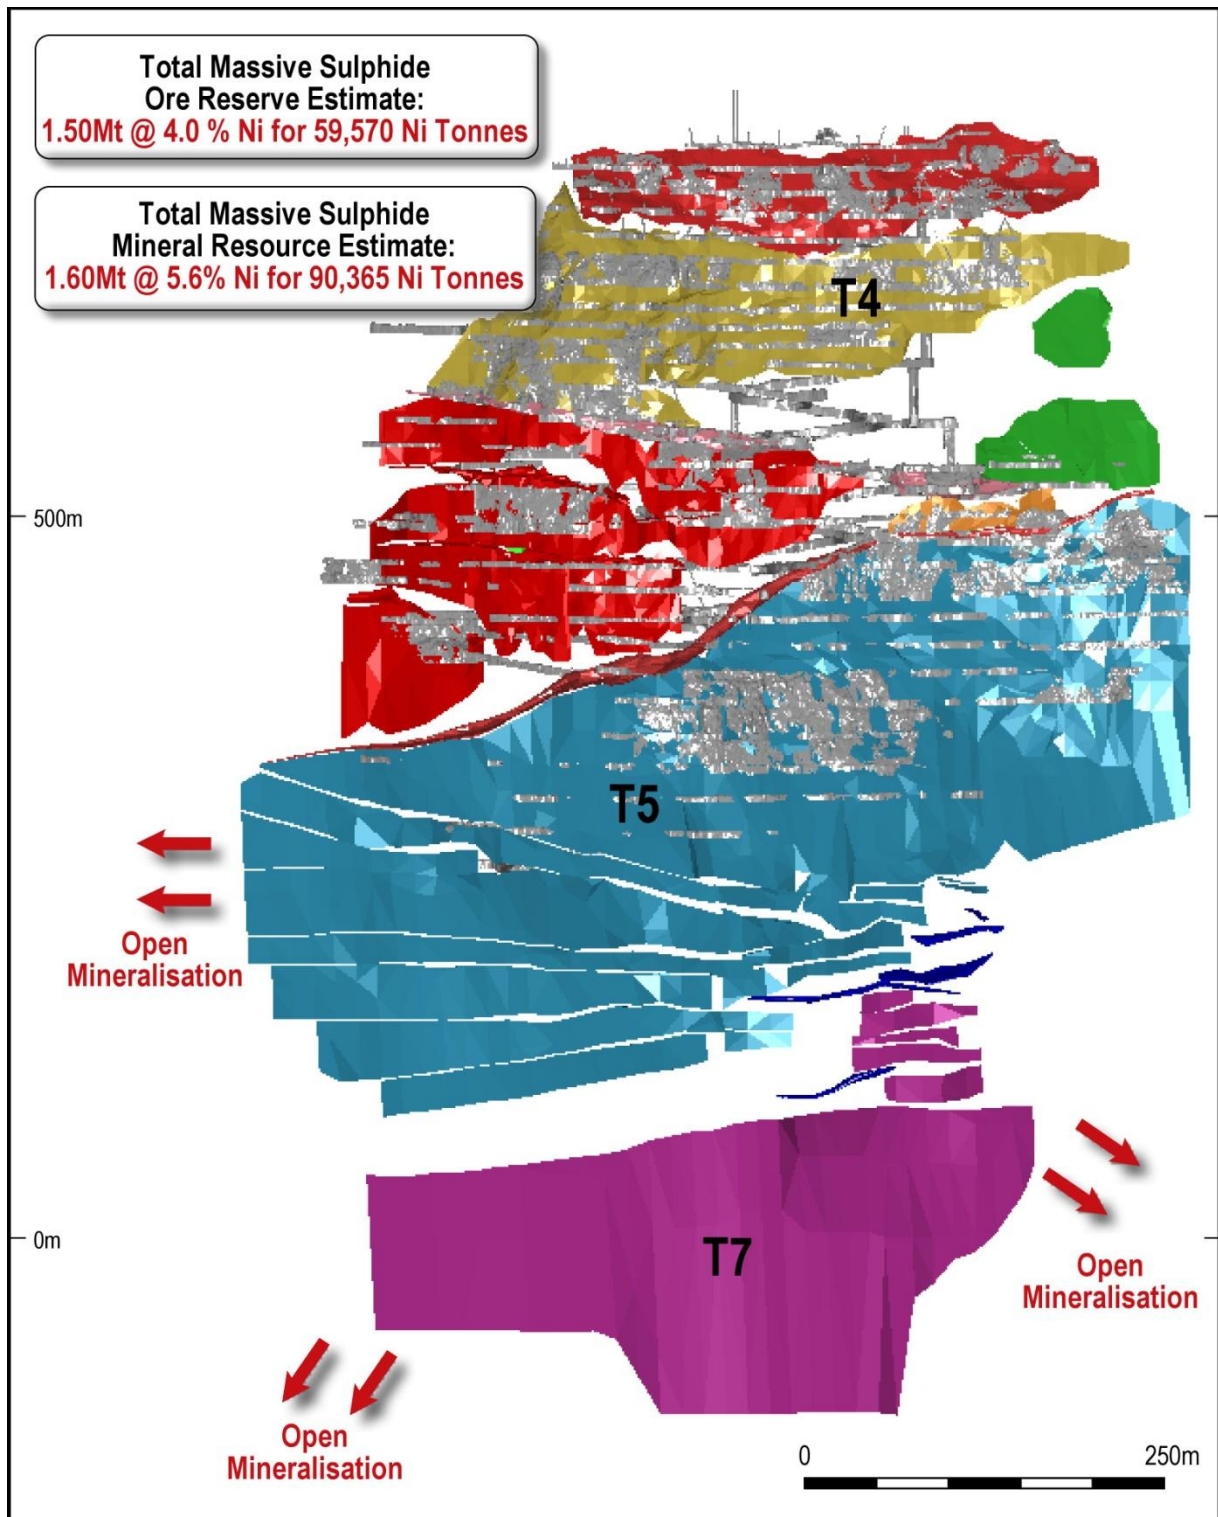 Total Massive Sulphide
Ore Reserve Estimate:
1.50Mt @ 4.0 % Ni for 59,570 Ni Tonnes
Total Massive Sulphide
Mineral Resource Estimate:
1.60Mt @ 5.6% Ni for 90,365 Ni Tonnes
T4
500m
T5
Open
Mineralisation
0m
T7
Open
Mineralisation
Open
Mineralisation
0
250m